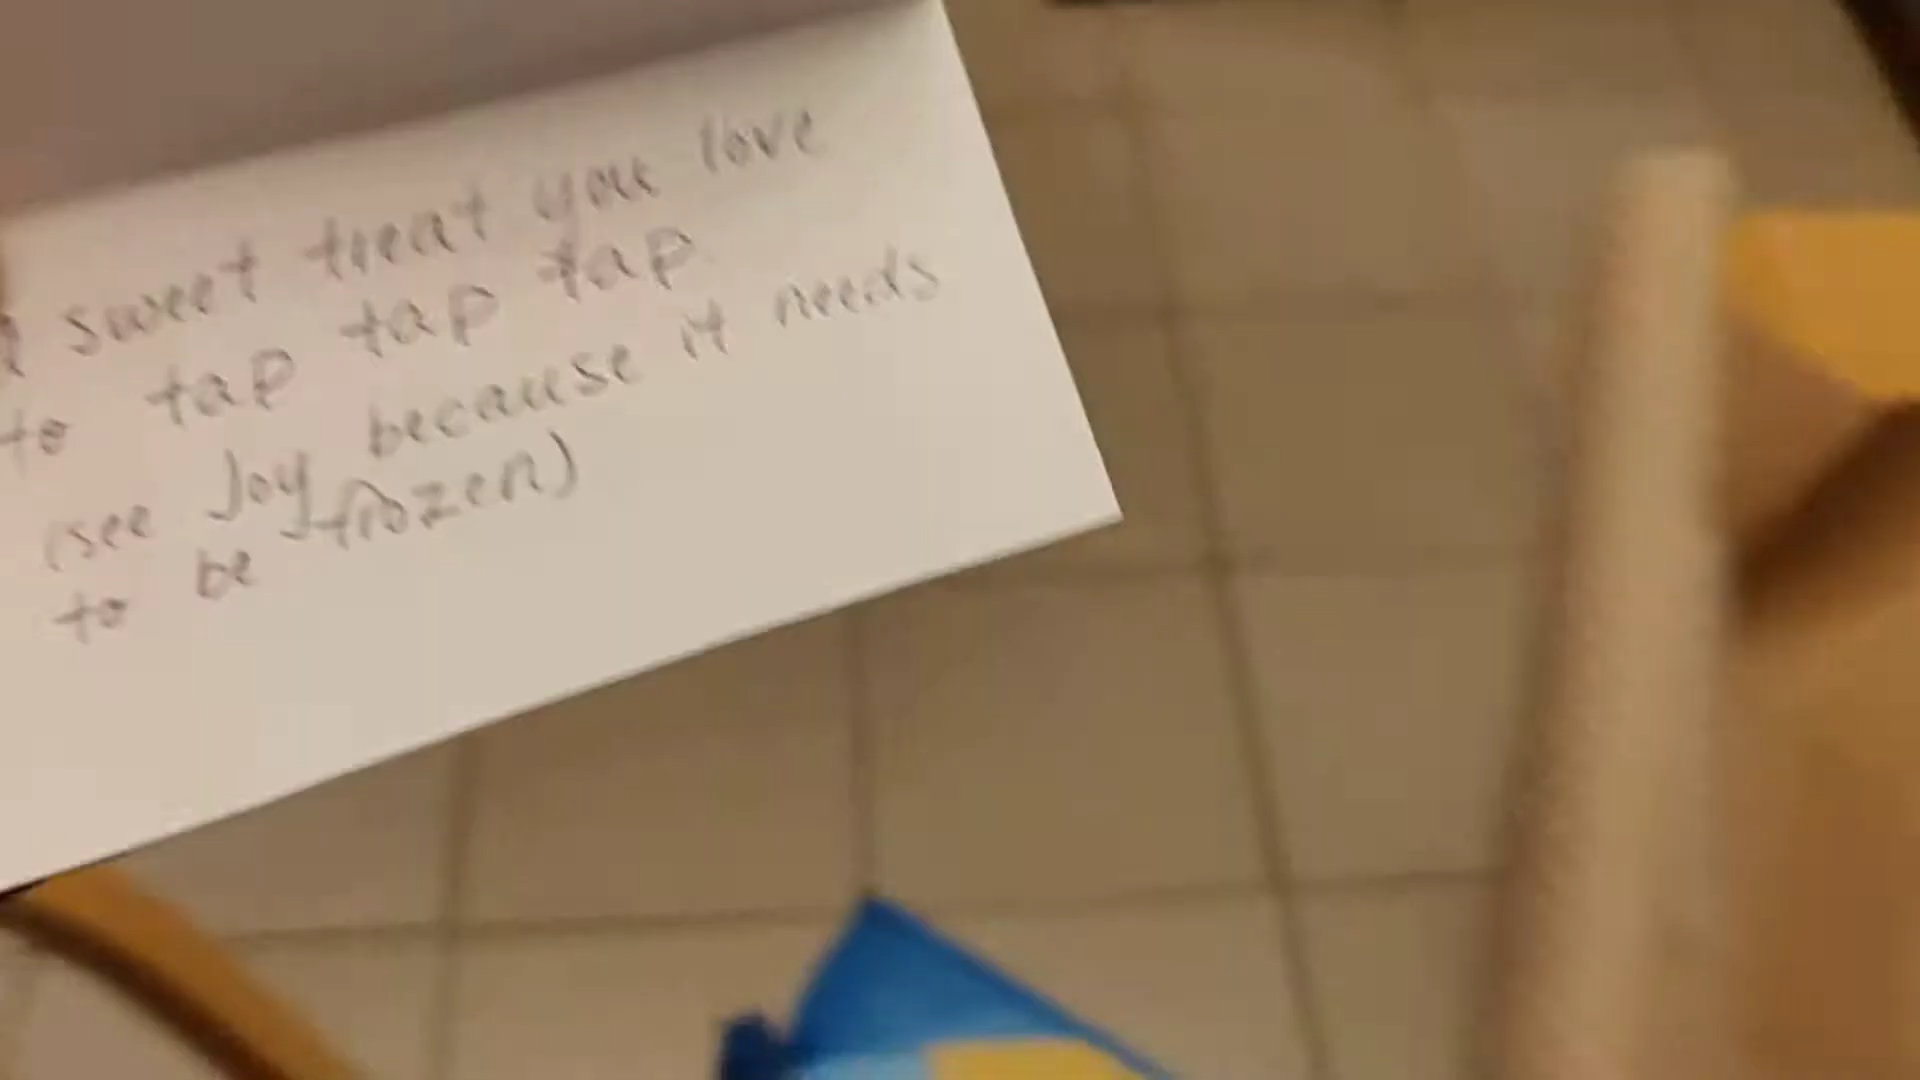 A sweet treat you love
to tap tap tap
(see Joy because it needs
to be frozen)